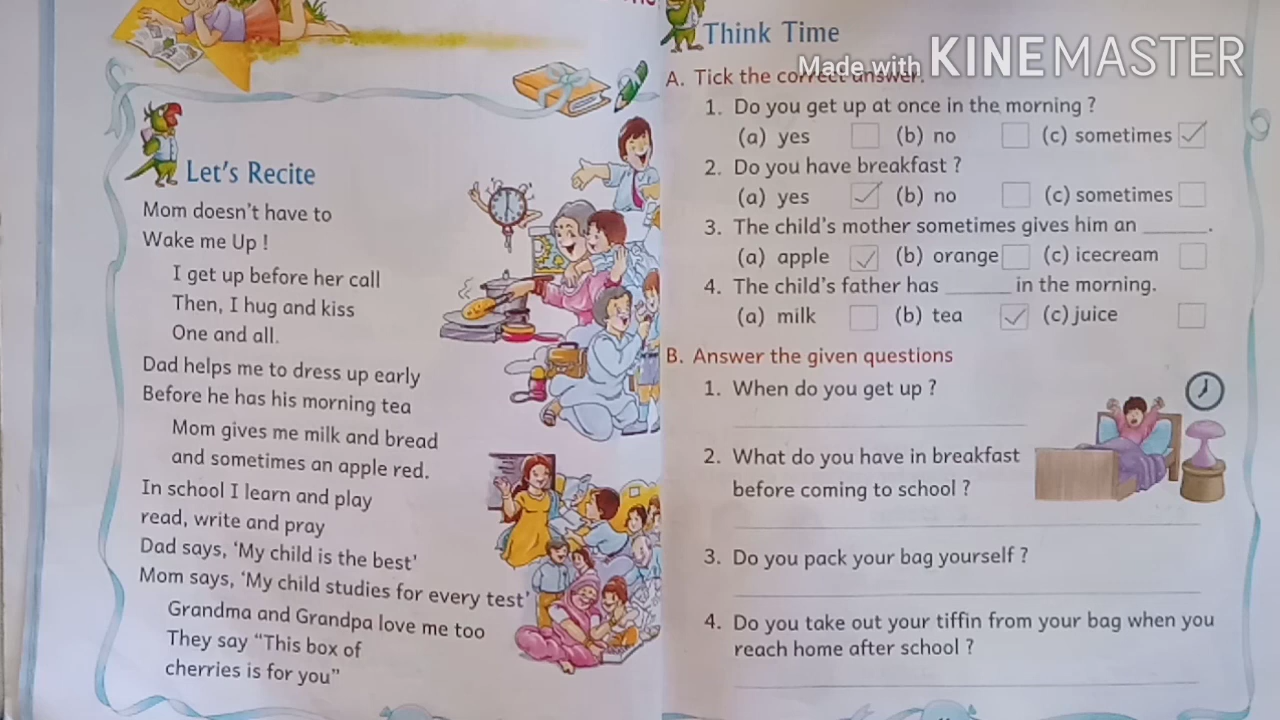 Let's Recite
Mom doesn't have to
Wake me Up !
I get up before her call
Then, I hug and kiss
One and all.
Dad helps me to dress up early
Before he has his morning tea
Mom gives me milk and bread
and sometimes an apple red.
In school I learn and play
read, write and pray
Dad says, 'My child is the best'
Mom says, 'My child studies for every test'
Grandma and Grandpa love me too
They say “This box of
cherries is for you”
Think Time
Made with KINEMASTER
A. Tick the correct answer.
1. Do you get up at once in the morning ?
(a) yes (b) no (c) sometimes ✓
2. Do you have breakfast ?
(a) yes ✓ (b) no (c) sometimes
3. The child's mother sometimes gives him an ______.
(a) apple ✓ (b) orange (c) icecream
4. The child's father has ______ in the morning.
(a) milk (b) tea ✓ (c) juice
B. Answer the given questions
1. When do you get up ?
2. What do you have in breakfast
before coming to school ?
3. Do you pack your bag yourself ?
4. Do you take out your tiffin from your bag when you
reach home after school ?